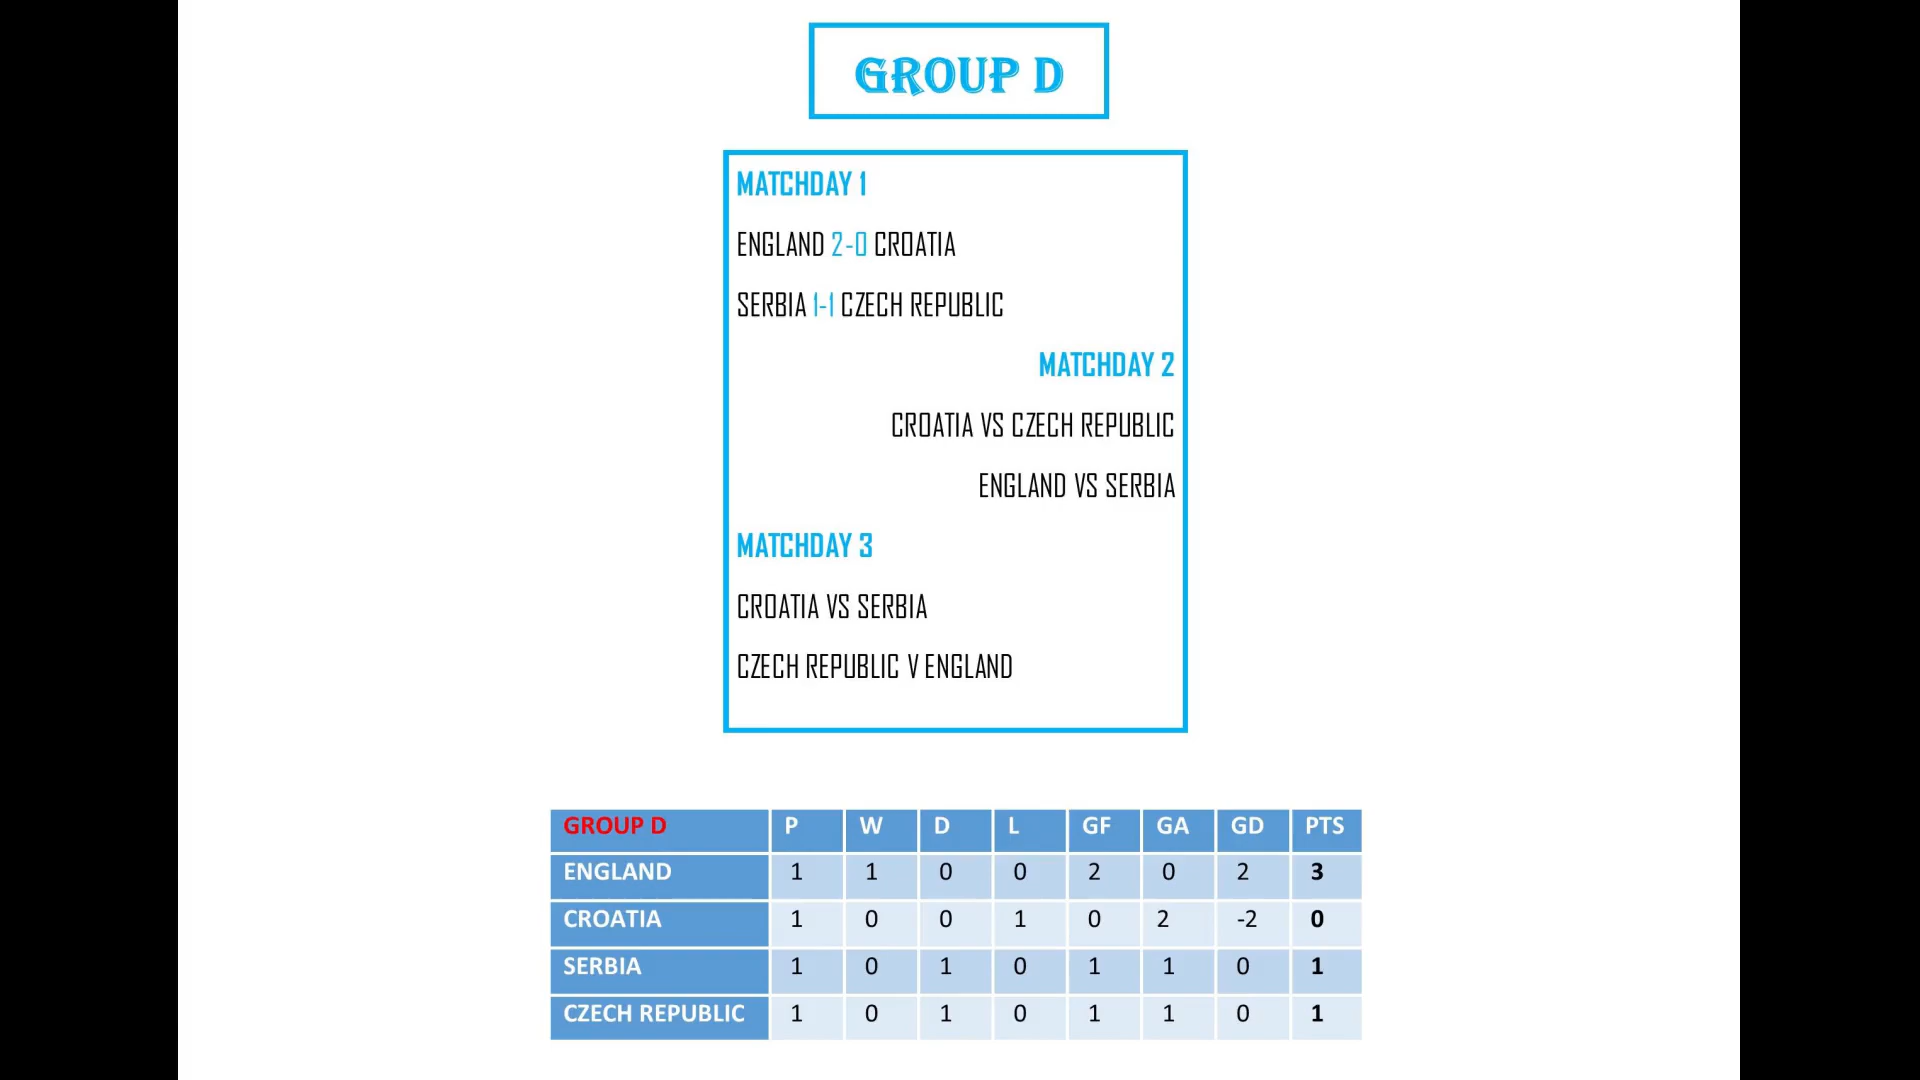 GROUP D
MATCHDAY 1
ENGLAND 2-0 CROATIA
SERBIA 1-1 CZECH REPUBLIC
MATCHDAY 2
CROATIA VS CZECH REPUBLIC
ENGLAND VS SERBIA
MATCHDAY 3
CROATIA VS SERBIA
CZECH REPUBLIC V ENGLAND
GROUP D P W D L GF GA GD PTS
ENGLAND 1 1 0 0 2 0 2 3
CROATIA 1 0 0 1 0 2 -2 0
SERBIA 1 0 1 0 1 1 0 1
CZECH REPUBLIC 1 0 1 0 1 1 0 1